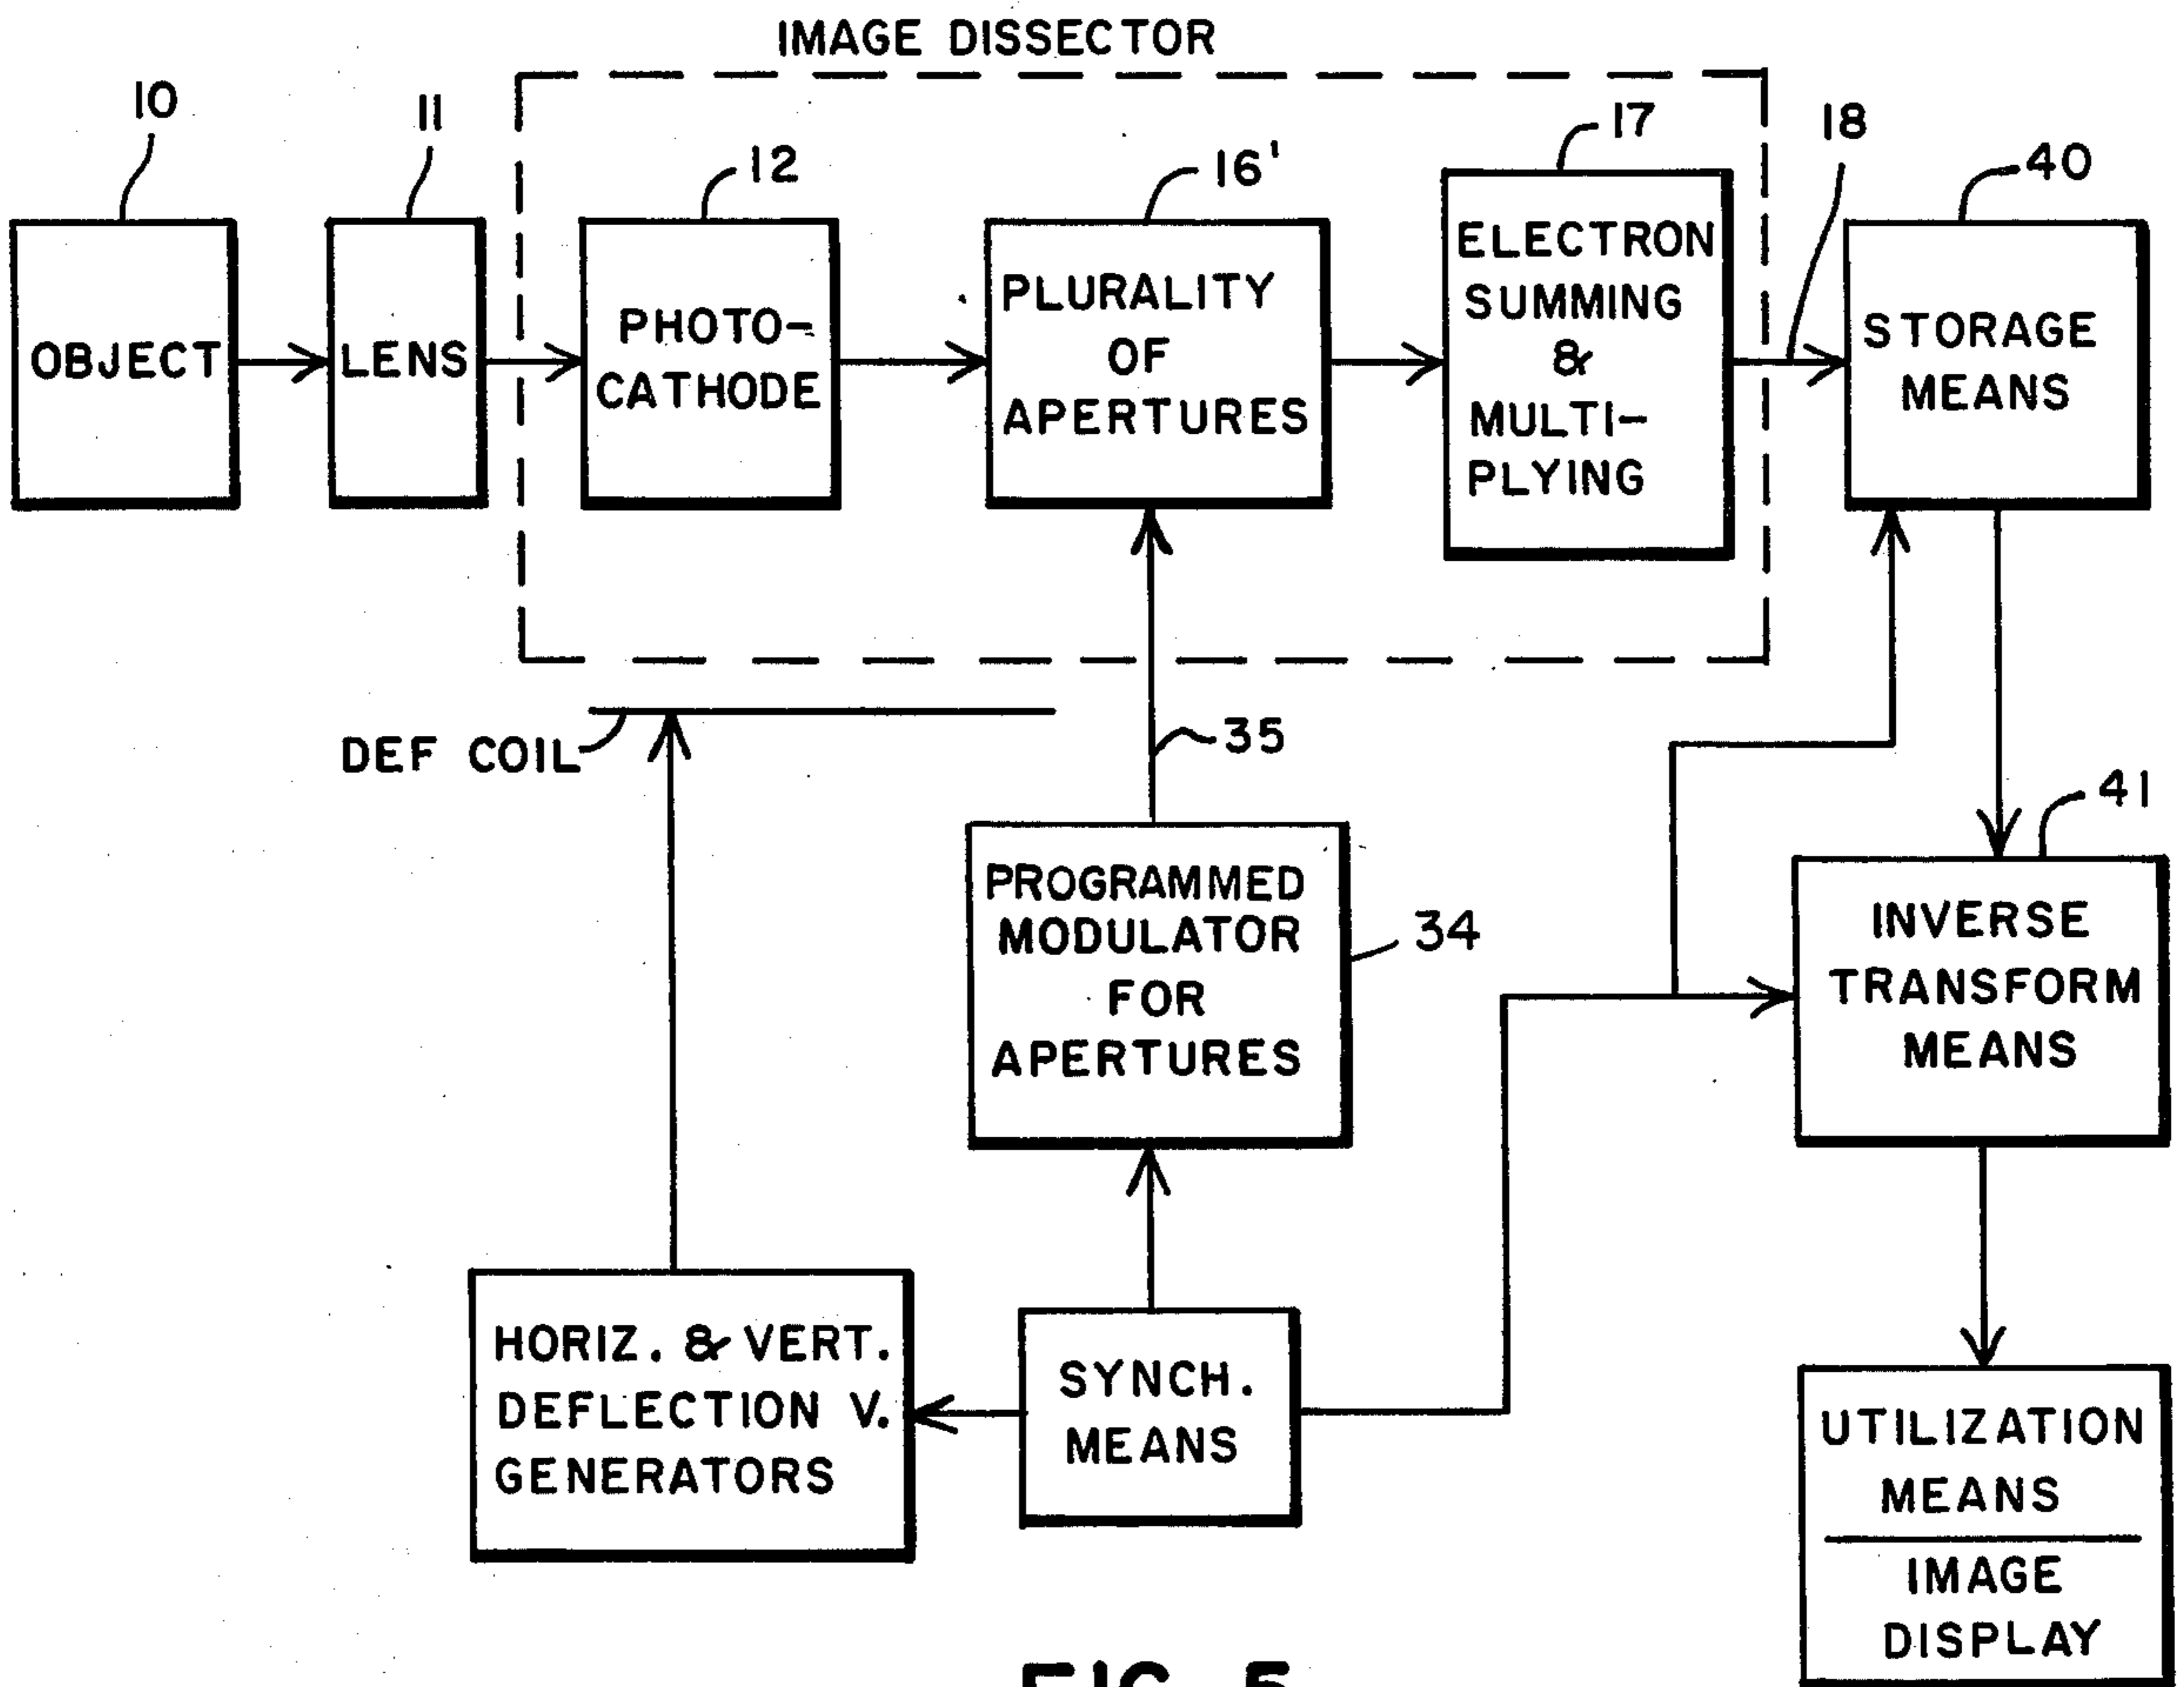 IMAGE DISSECTOR
10
11
12
16'
17
18
40
OBJECT
LENS
PHOTO-
CATHODE
PLURALITY
OF
APERTURES
ELECTRON
SUMMING
&
MULTI-
PLYING
STORAGE
MEANS
DEF COIL
35
41
PROGRAMMED
MODULATOR
FOR
APERTURES
34
INVERSE
TRANSFORM
MEANS
HORIZ. & VERT.
DEFLECTION V.
GENERATORS
SYNCH.
MEANS
UTILIZATION
MEANS
IMAGE
DISPLAY
FIG. 5